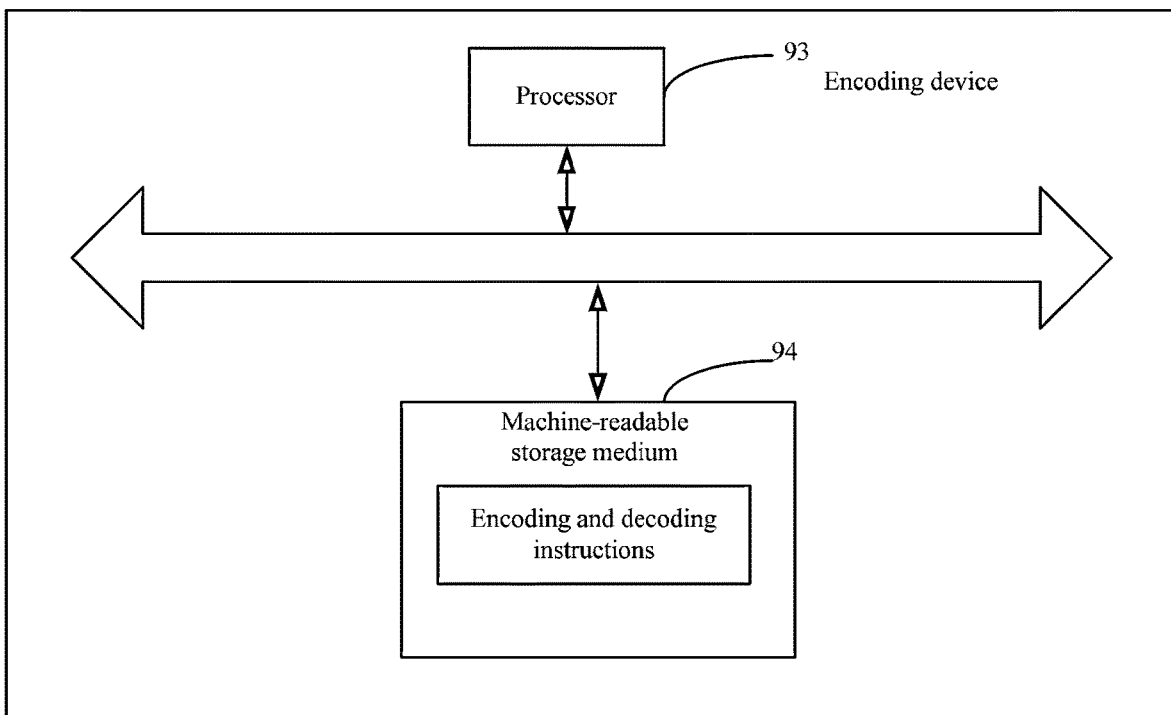 93
Encoding device
Processor
94
Machine-readable
storage medium
Encoding and decoding
instructions